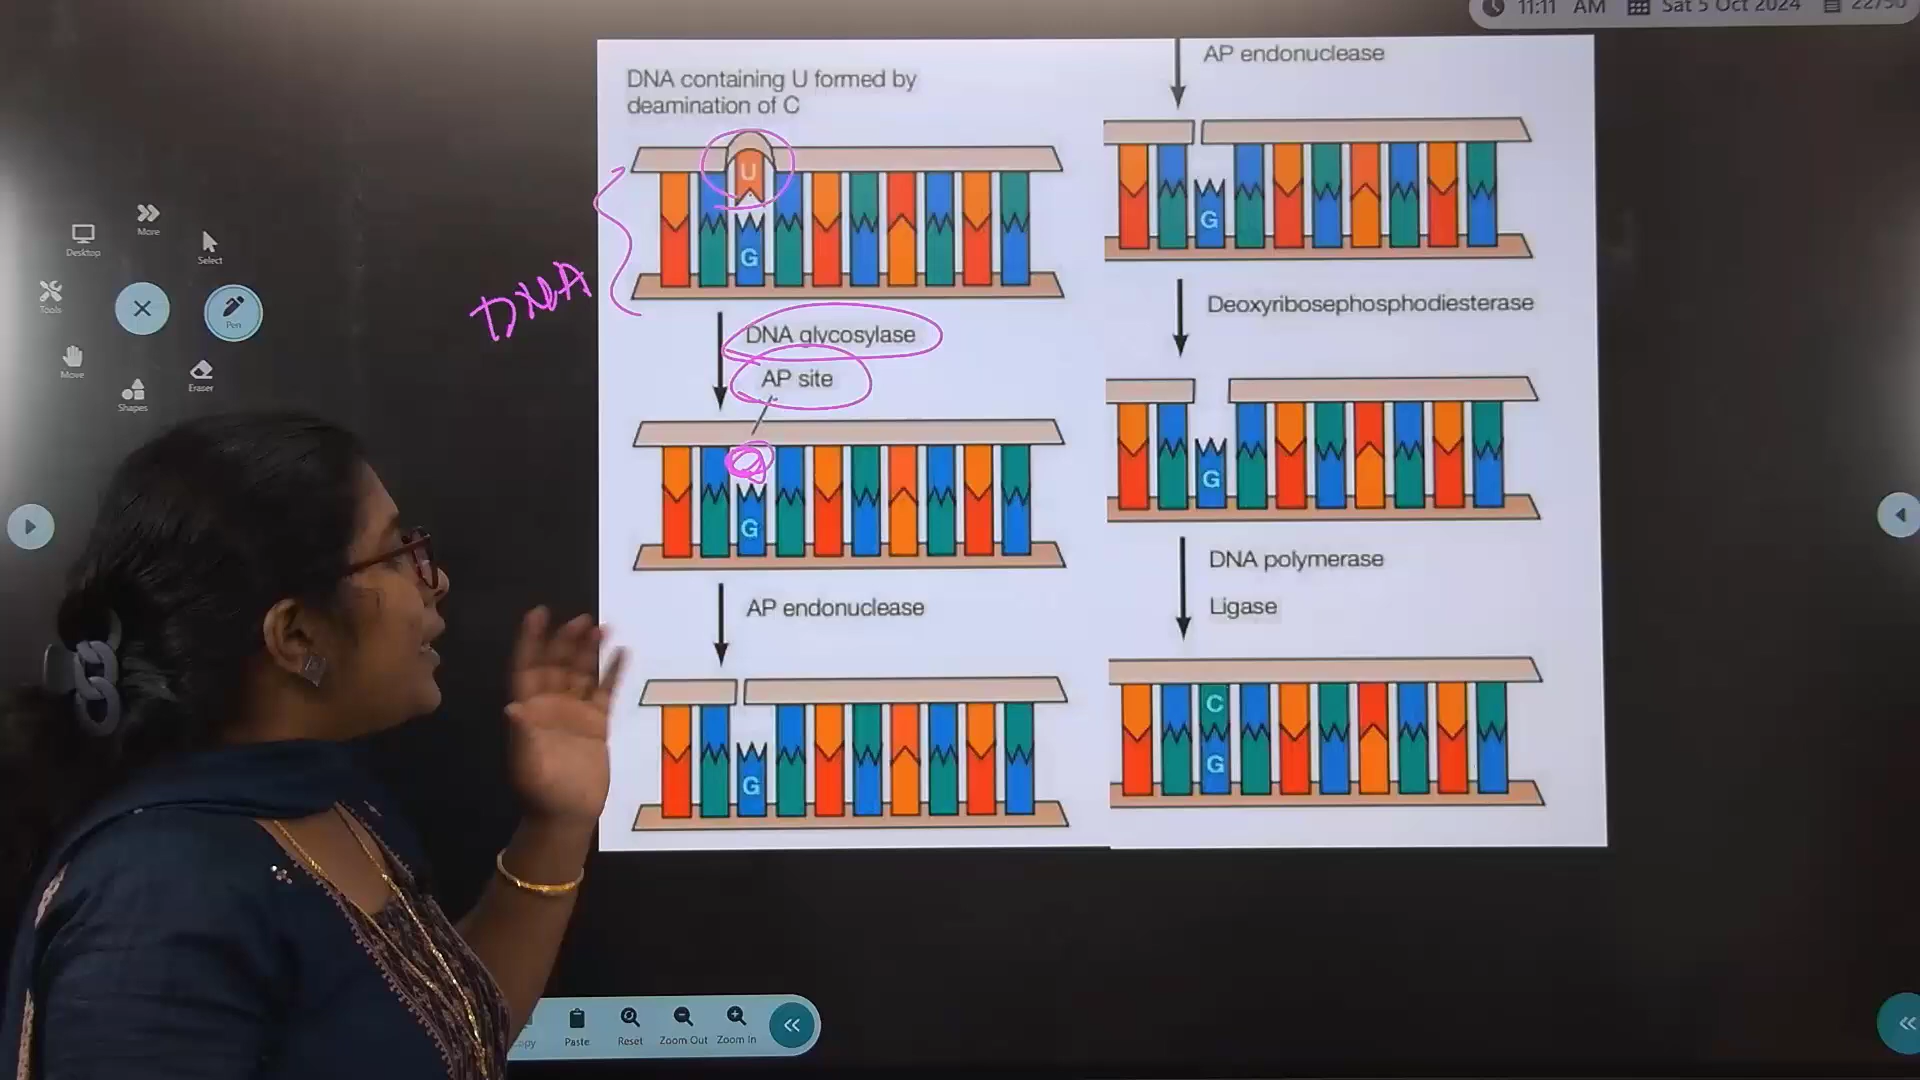 11:11 AM Sat 5 Oct 2024
DNA containing U formed by
deamination of C
U
G
DNA
DNA glycosylase
AP site
G
AP endonuclease
G
AP endonuclease
G
Deoxyribosephosphodiesterase
G
DNA polymerase
Ligase
C
G
Desktop
More
Select
Tools
Pen
Move
Shapes
Eraser
Paste
Reset
Zoom Out
Zoom In